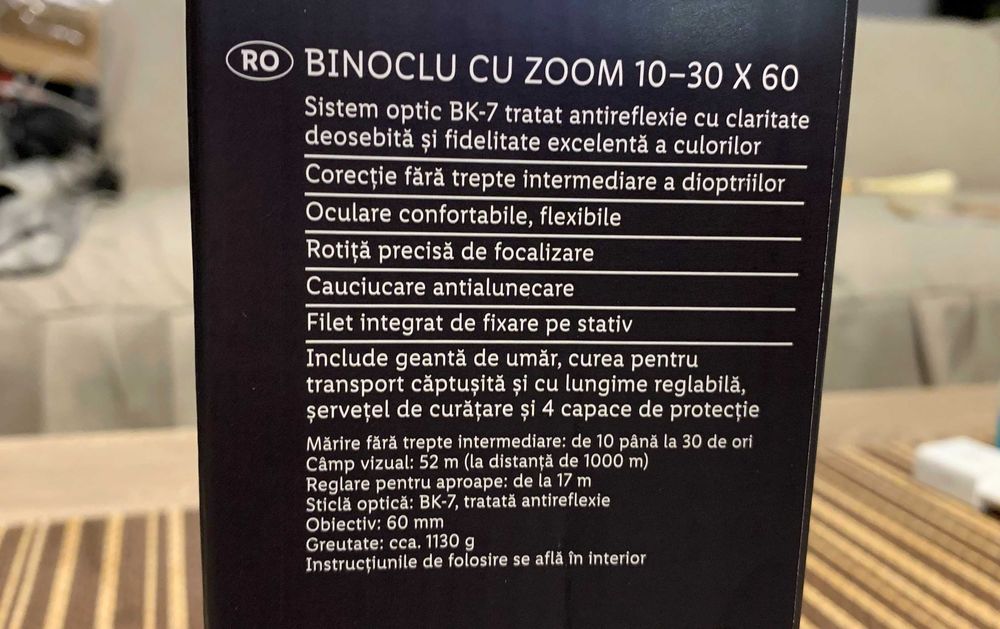 RO BINOCLU CU ZOOM 10–30 X 60
Sistem optic BK-7 tratat antireflexie cu claritate
deosebită și fidelitate excelentă a culorilor
Corecție fără trepte intermediare a dioptriilor
Oculare confortabile, flexibile
Rotiță precisă de focalizare
Cauciucare antialunecare
Filet integrat de fixare pe stativ
Include geantă de umăr, curea pentru
transport căptușită și cu lungime reglabilă,
șervețel de curățare și 4 capace de protecție
Mărire fără trepte intermediare: de 10 până la 30 de ori
Câmp vizual: 52 m (la distanță de 1000 m)
Reglare pentru aproape: de la 17 m
Sticlă optică: BK-7, tratată antireflexie
Obiectiv: 60 mm
Greutate: cca. 1130 g
Instrucțiunile de folosire se află în interior